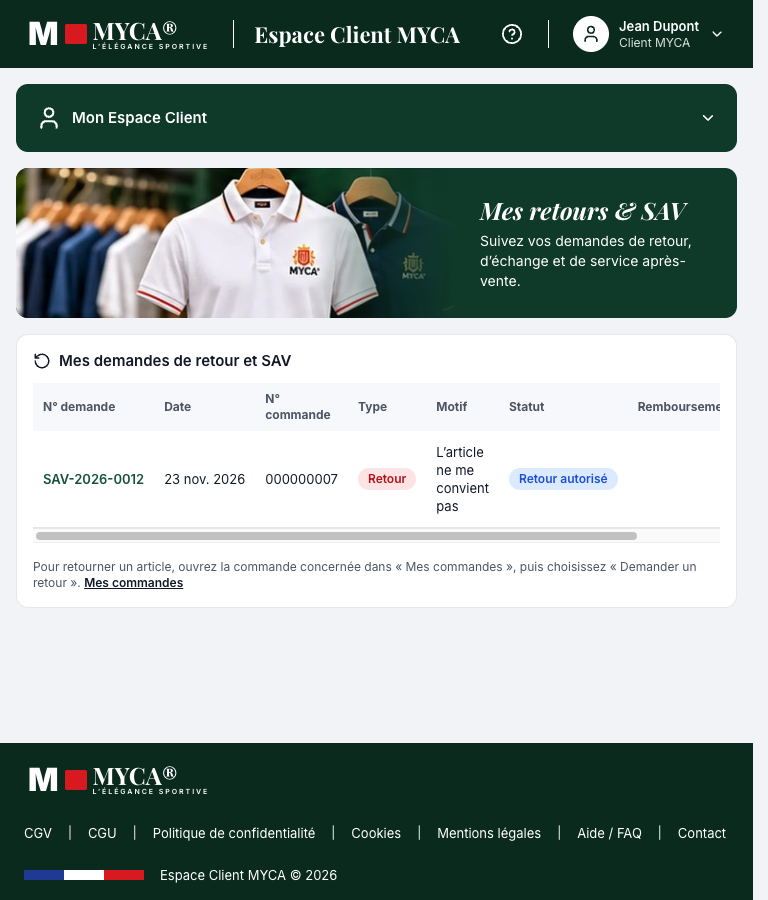 M MYCA®
L'ÉLÉGANCE SPORTIVE
Espace Client MYCA
Jean Dupont
Client MYCA
Mon Espace Client
MYCA
MYCA
Mes retours & SAV
Suivez vos demandes de retour,
d'échange et de service après-
vente.
Mes demandes de retour et SAV
N° demande Date N° commande Type Motif Statut Rembourseme
SAV-2026-0012 23 nov. 2026 000000007 Retour L'article ne me convient pas Retour autorisé
Pour retourner un article, ouvrez la commande concernée dans « Mes commandes », puis choisissez « Demander un
retour ». Mes commandes
M MYCA®
L'ÉLÉGANCE SPORTIVE
CGV | CGU | Politique de confidentialité | Cookies | Mentions légales | Aide / FAQ | Contact
Espace Client MYCA © 2026